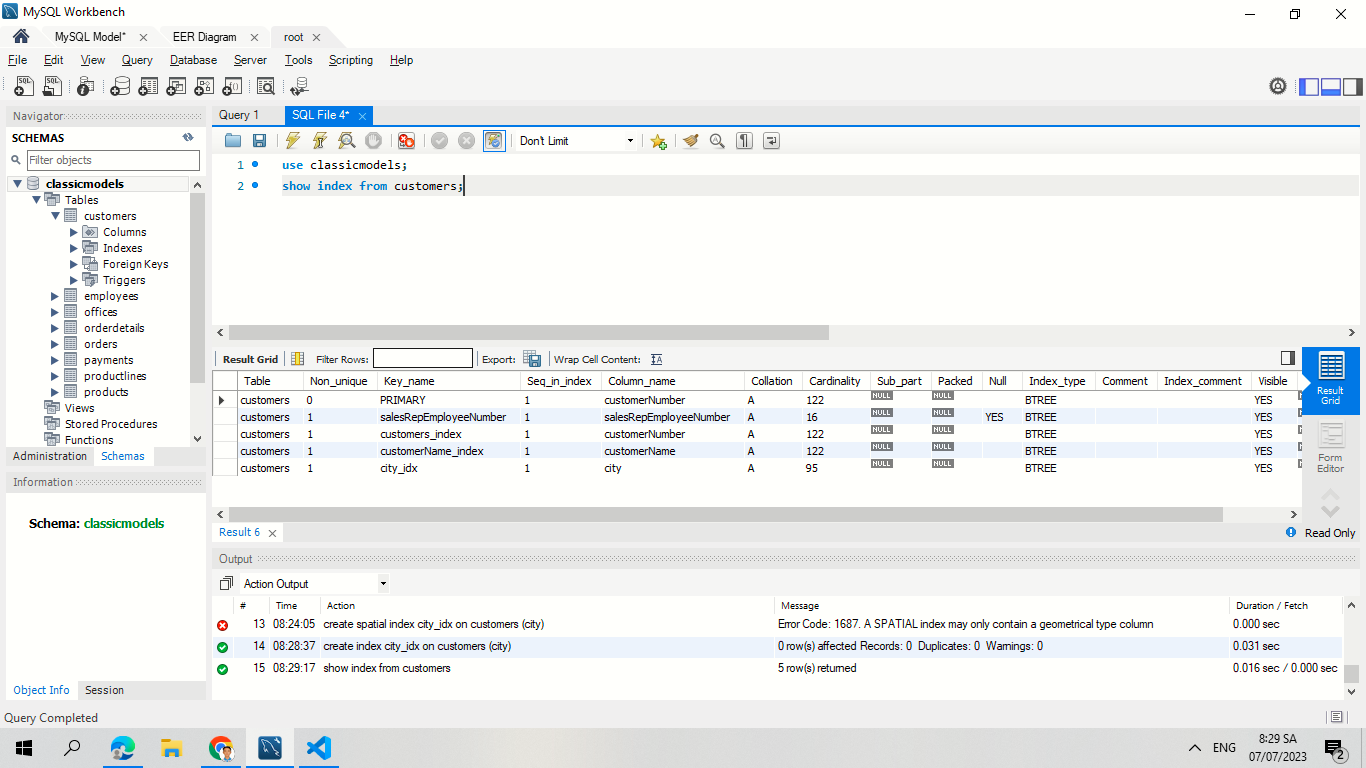 MySQL Workbench
MySQL Model* EER Diagram root
File Edit View Query Database Server Tools Scripting Help
Navigator
SCHEMAS
Filter objects
classicmodels
Tables
customers
Columns
Indexes
Foreign Keys
Triggers
employees
offices
orderdetails
orders
payments
productlines
products
Views
Stored Procedures
Functions
Administration Schemas
Information
Schema: classicmodels
Object Info Session
Query 1 SQL File 4*
Don't Limit
1 use classicmodels;
2 show index from customers;
Result Grid Filter Rows: Export: Wrap Cell Content:
Table Non_unique Key_name Seq_in_index Column_name Collation Cardinality Sub_part Packed Null Index_type Comment Index_comment Visible
customers 0 PRIMARY 1 customerNumber A 122 NULL NULL BTREE YES
customers 1 salesRepEmployeeNumber 1 salesRepEmployeeNumber A 16 NULL NULL YES BTREE YES
customers 1 customers_index 1 customerNumber A 122 NULL NULL BTREE YES
customers 1 customerName_index 1 customerName A 122 NULL NULL BTREE YES
customers 1 city_idx 1 city A 95 NULL NULL BTREE YES
Result Grid
Form Editor
Result 6 Read Only
Output
Action Output
# Time Action Message Duration / Fetch
13 08:24:05 create spatial index city_idx on customers (city) Error Code: 1687. A SPATIAL index may only contain a geometrical type column 0.000 sec
14 08:28:37 create index city_idx on customers (city) 0 row(s) affected Records: 0 Duplicates: 0 Warnings: 0 0.031 sec
15 08:29:17 show index from customers 5 row(s) returned 0.016 sec / 0.000 sec
Query Completed
ENG 8:29 SA
07/07/2023
2